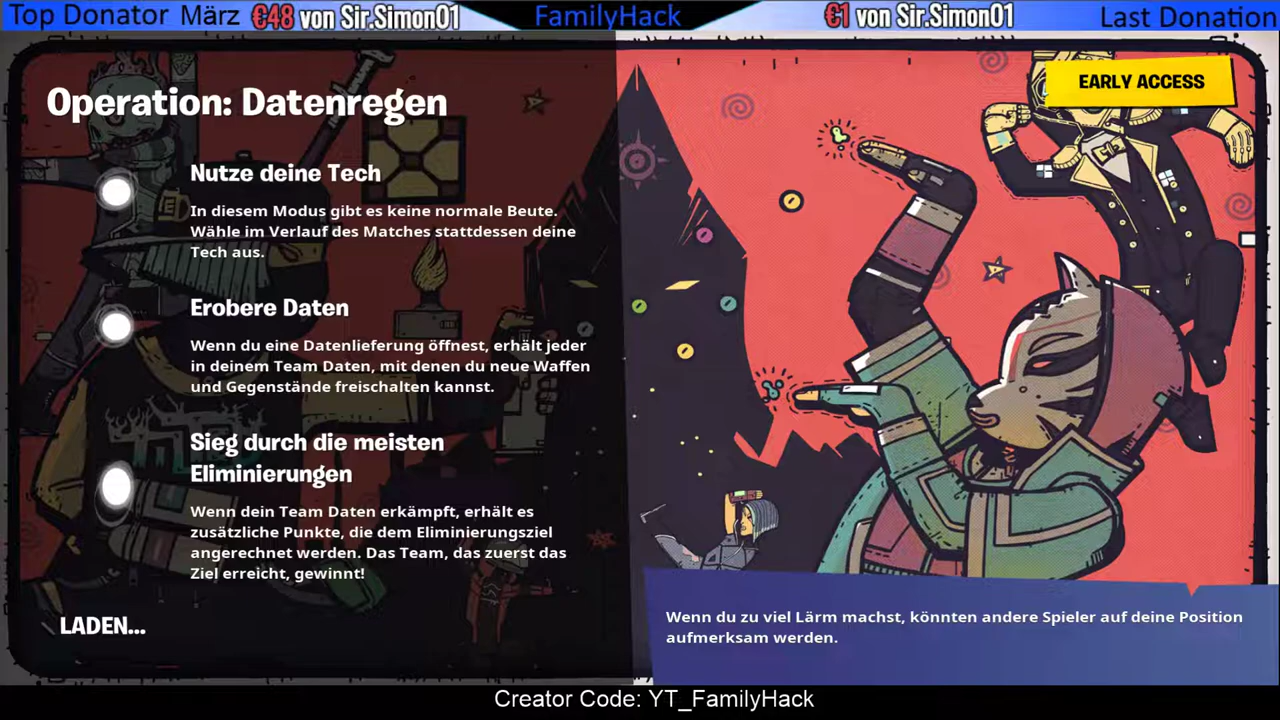 Top Donator März €48 von Sir.Simon01 FamilyHack €1 von Sir.Simon01 Last Donation
EARLY ACCESS
Operation: Datenregen
Nutze deine Tech
In diesem Modus gibt es keine normale Beute.
Wähle im Verlauf des Matches stattdessen deine
Tech aus.
Erobere Daten
Wenn du eine Datenlieferung öffnest, erhält jeder
in deinem Team Daten, mit denen du neue Waffen
und Gegenstände freischalten kannst.
Sieg durch die meisten
Eliminierungen
Wenn dein Team Daten erkämpft, erhält es
zusätzliche Punkte, die dem Eliminierungsziel
angerechnet werden. Das Team, das zuerst das
Ziel erreicht, gewinnt!
LADEN...
Wenn du zu viel Lärm machst, könnten andere Spieler auf deine Position
aufmerksam werden.
Creator Code: YT_FamilyHack